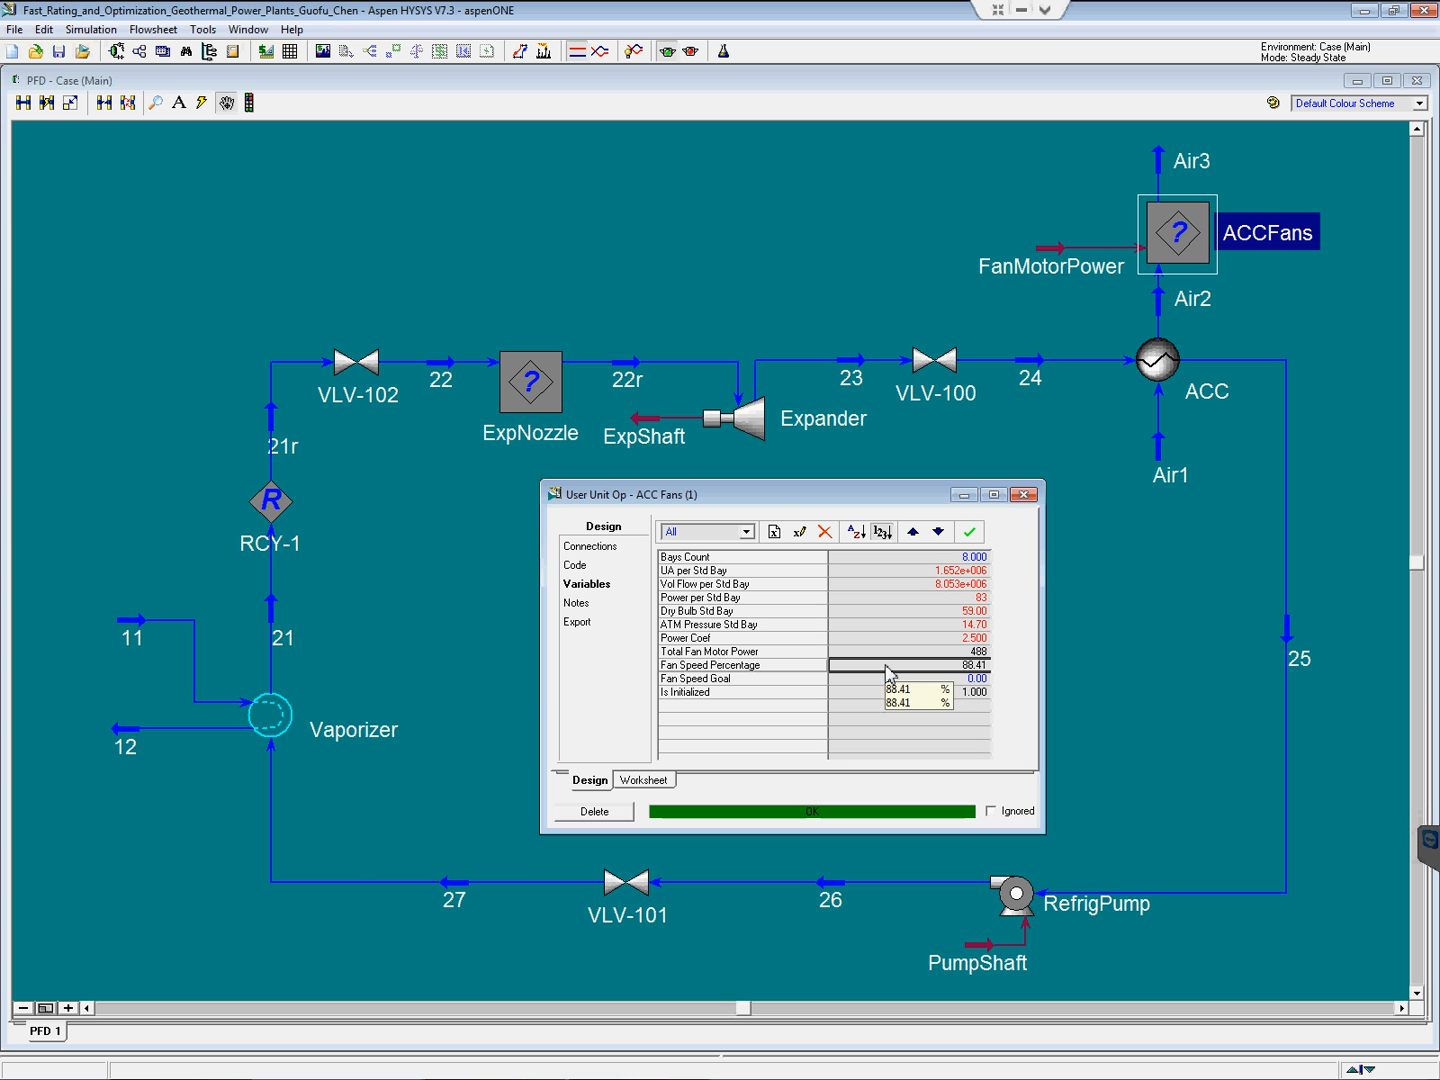 Fast_Rating_and_Optimization_Geothermal_Power_Plants_Guofu_Chen - Aspen HYSYS V7.3 - aspenONE
File Edit Simulation Flowsheet Tools Window Help
Environment: Case (Main)
Mode: Steady State
PFD - Case (Main)
A
Default Colour Scheme
Air3
?
ACCFans
FanMotorPower
Air2
VLV-102
22
?
22r
23
VLV-100
24
ACC
ExpNozzle
ExpShaft
Expander
21r
Air1
R
RCY-1
User Unit Op - ACC Fans (1)
Design
Connections
Code
Variables
Notes
Export
All
Bays Count 8.000
UA per Std Bay 1.652e+006
Vol Flow per Std Bay 8.053e+006
Power per Std Bay 83
Dry Bulb Std Bay 59.00
ATM Pressure Std Bay 14.70
Power Coef 2.500
Total Fan Motor Power 488
Fan Speed Percentage 88.41
Fan Speed Goal 0.00
Is Initialized 1.000
88.41 %
88.41 %
Design Worksheet
Delete OK Ignored
11
21
25
12
Vaporizer
27
VLV-101
26
RefrigPump
PumpShaft
PFD 1